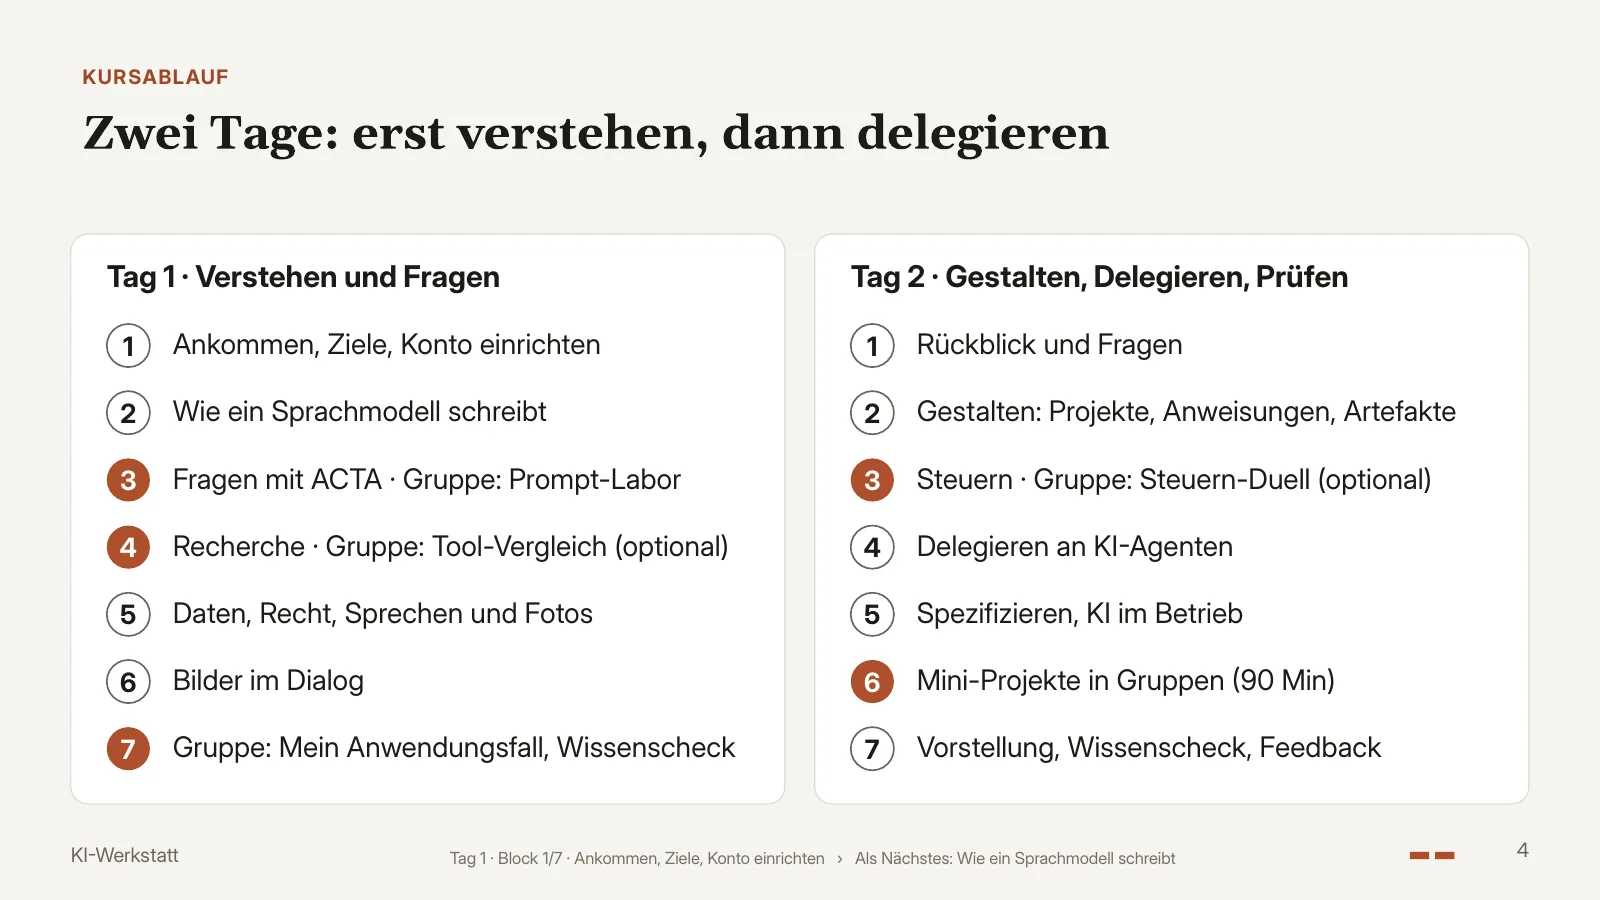 KURSABLAUF
Zwei Tage: erst verstehen, dann delegieren
Tag 1 · Verstehen und Fragen
1 Ankommen, Ziele, Konto einrichten
2 Wie ein Sprachmodell schreibt
3 Fragen mit ACTA · Gruppe: Prompt-Labor
4 Recherche · Gruppe: Tool-Vergleich (optional)
5 Daten, Recht, Sprechen und Fotos
6 Bilder im Dialog
7 Gruppe: Mein Anwendungsfall, Wissenscheck
Tag 2 · Gestalten, Delegieren, Prüfen
1 Rückblick und Fragen
2 Gestalten: Projekte, Anweisungen, Artefakte
3 Steuern · Gruppe: Steuern-Duell (optional)
4 Delegieren an KI-Agenten
5 Spezifizieren, KI im Betrieb
6 Mini-Projekte in Gruppen (90 Min)
7 Vorstellung, Wissenscheck, Feedback
KI-Werkstatt
Tag 1 · Block 1/7 · Ankommen, Ziele, Konto einrichten › Als Nächstes: Wie ein Sprachmodell schreibt
4